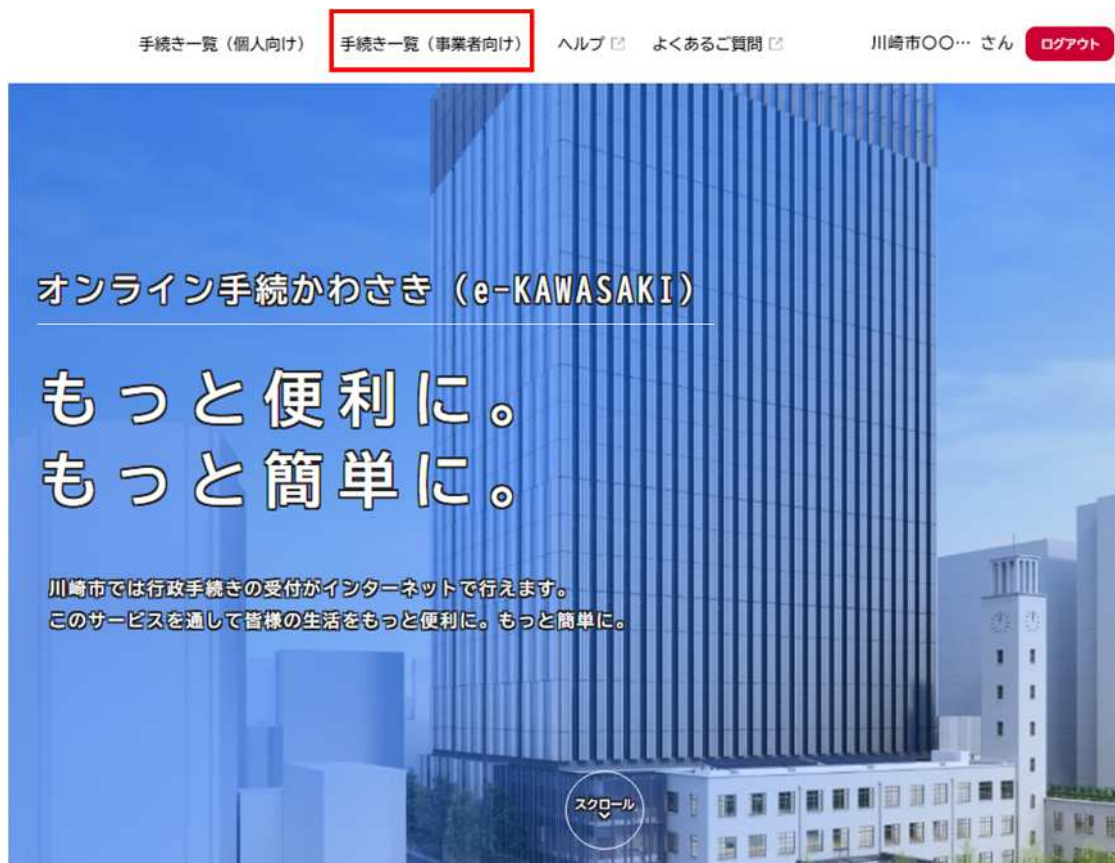 手続き一覧（個人向け）
手続き一覧（事業者向け）
ヘルプ
よくあるご質問
川崎市〇〇… さん
ログアウト
オンライン手続かわさき（e-KAWASAKI）
もっと便利に。
もっと簡単に。
川崎市では行政手続きの受付がインターネットで行えます。
このサービスを通して皆様の生活をもっと便利に。もっと簡単に。
スクロール